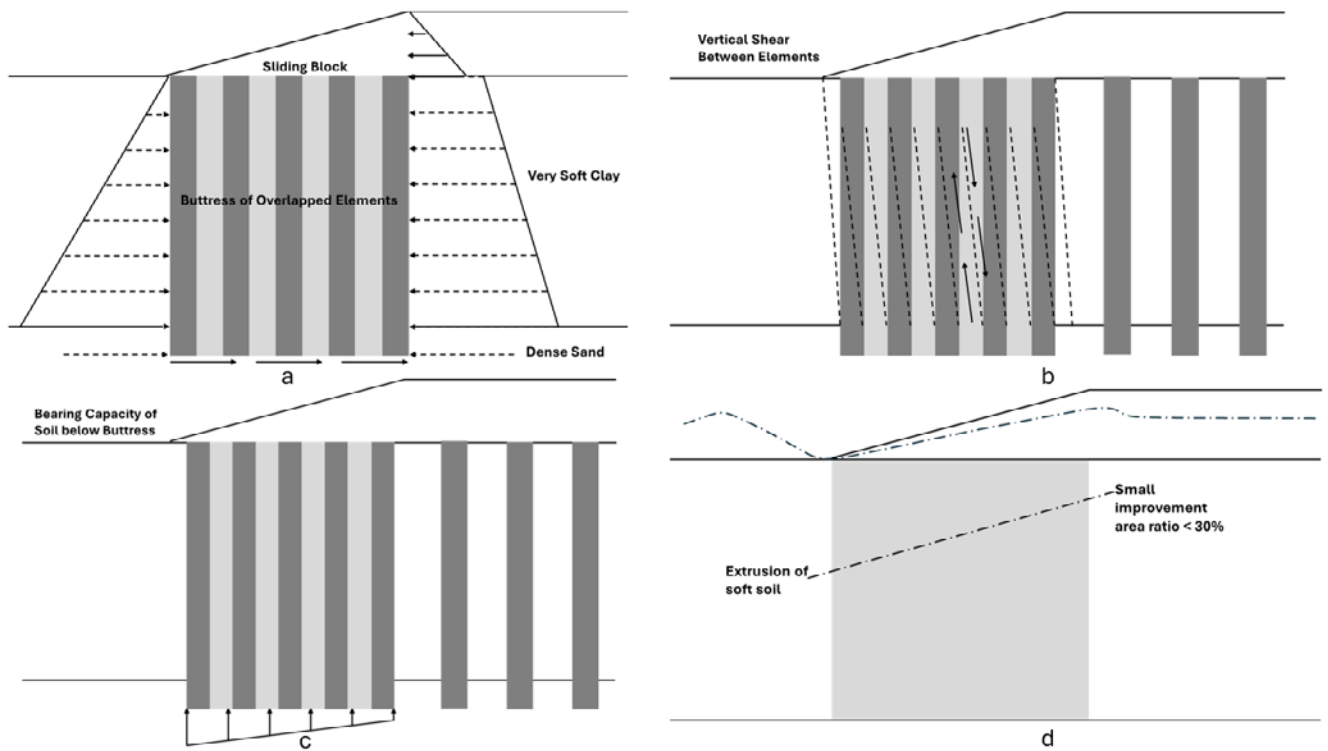 Sliding Block
Buttress of Overlapped Elements
Very Soft Clay
Dense Sand
a
Vertical Shear
Between Elements
b
Bearing Capacity of
Soil below Buttress
c
Small
improvement
area ratio < 30%
Extrusion of
soft soil
d